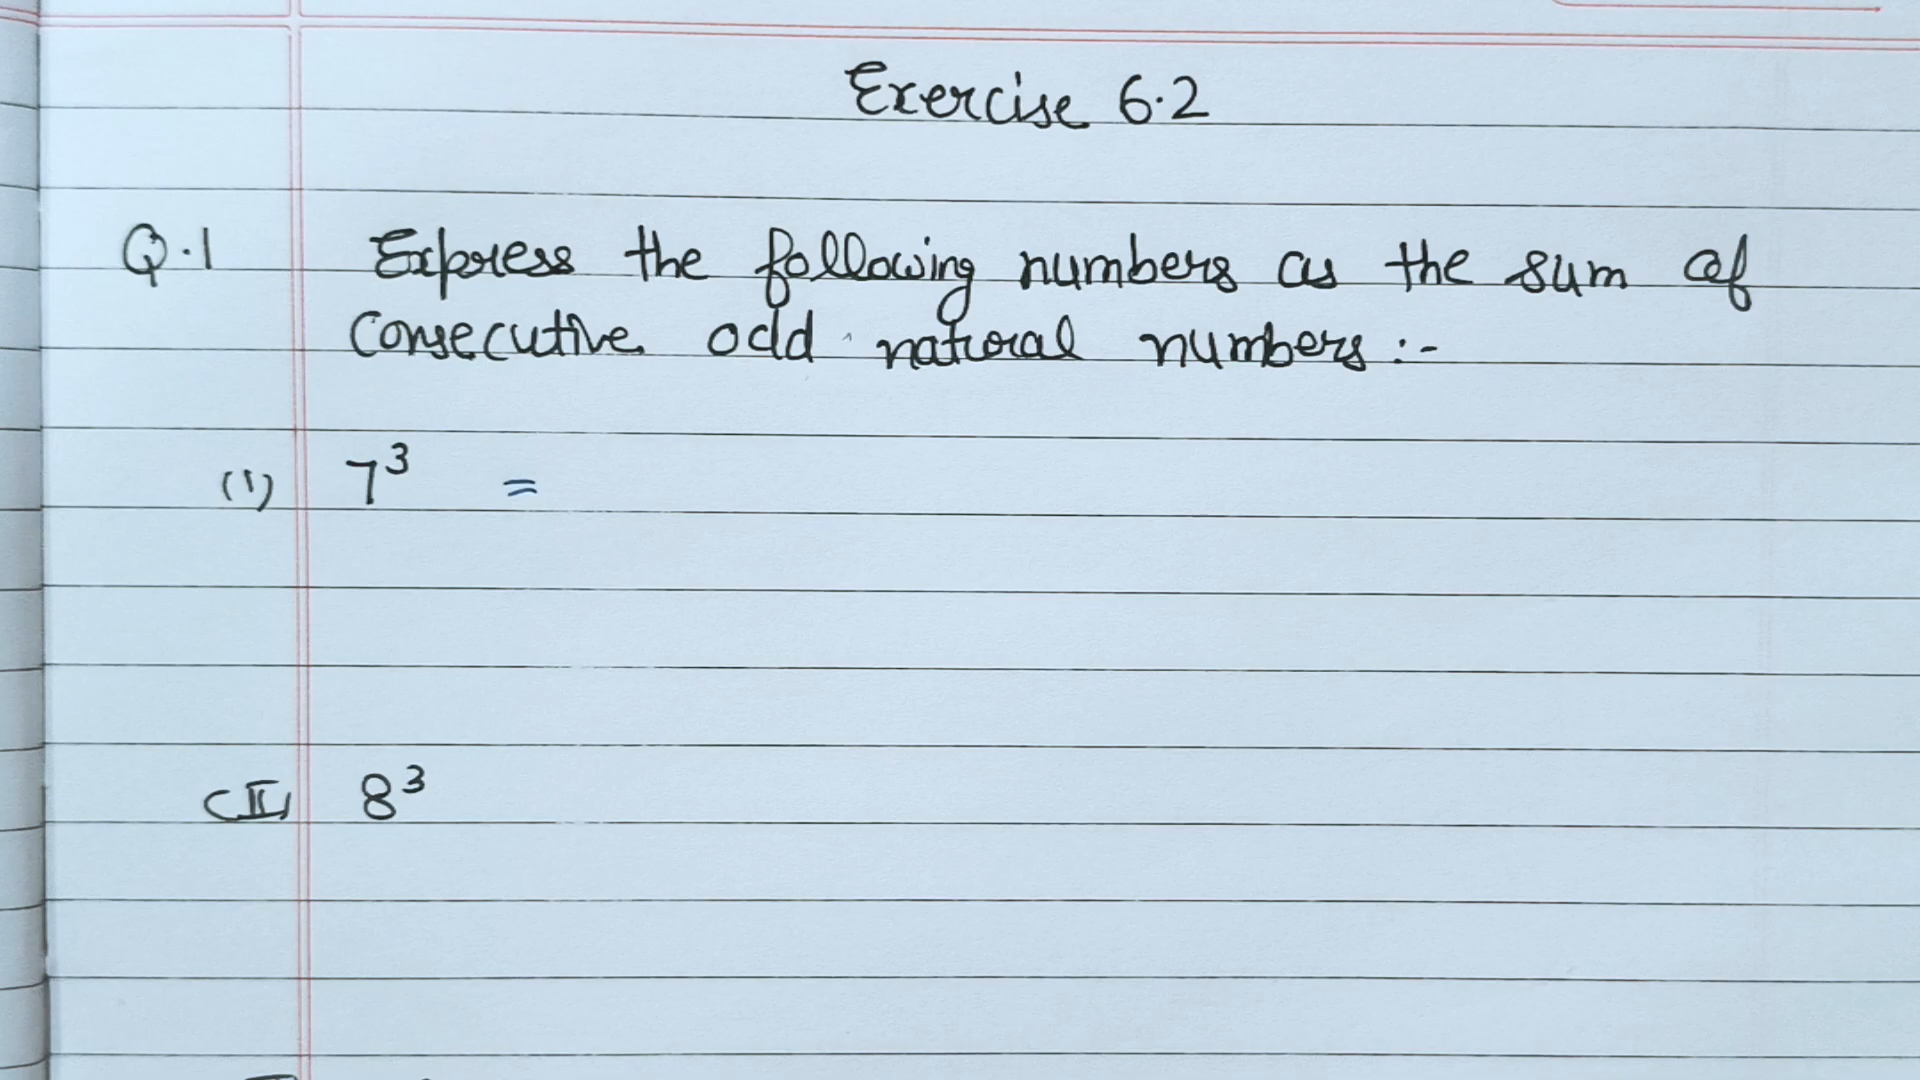 Exercise 6.2
Q.1 Express the following numbers as the sum of
Consecutive odd natural numbers :-
(1) 7³ =
(II) 8³